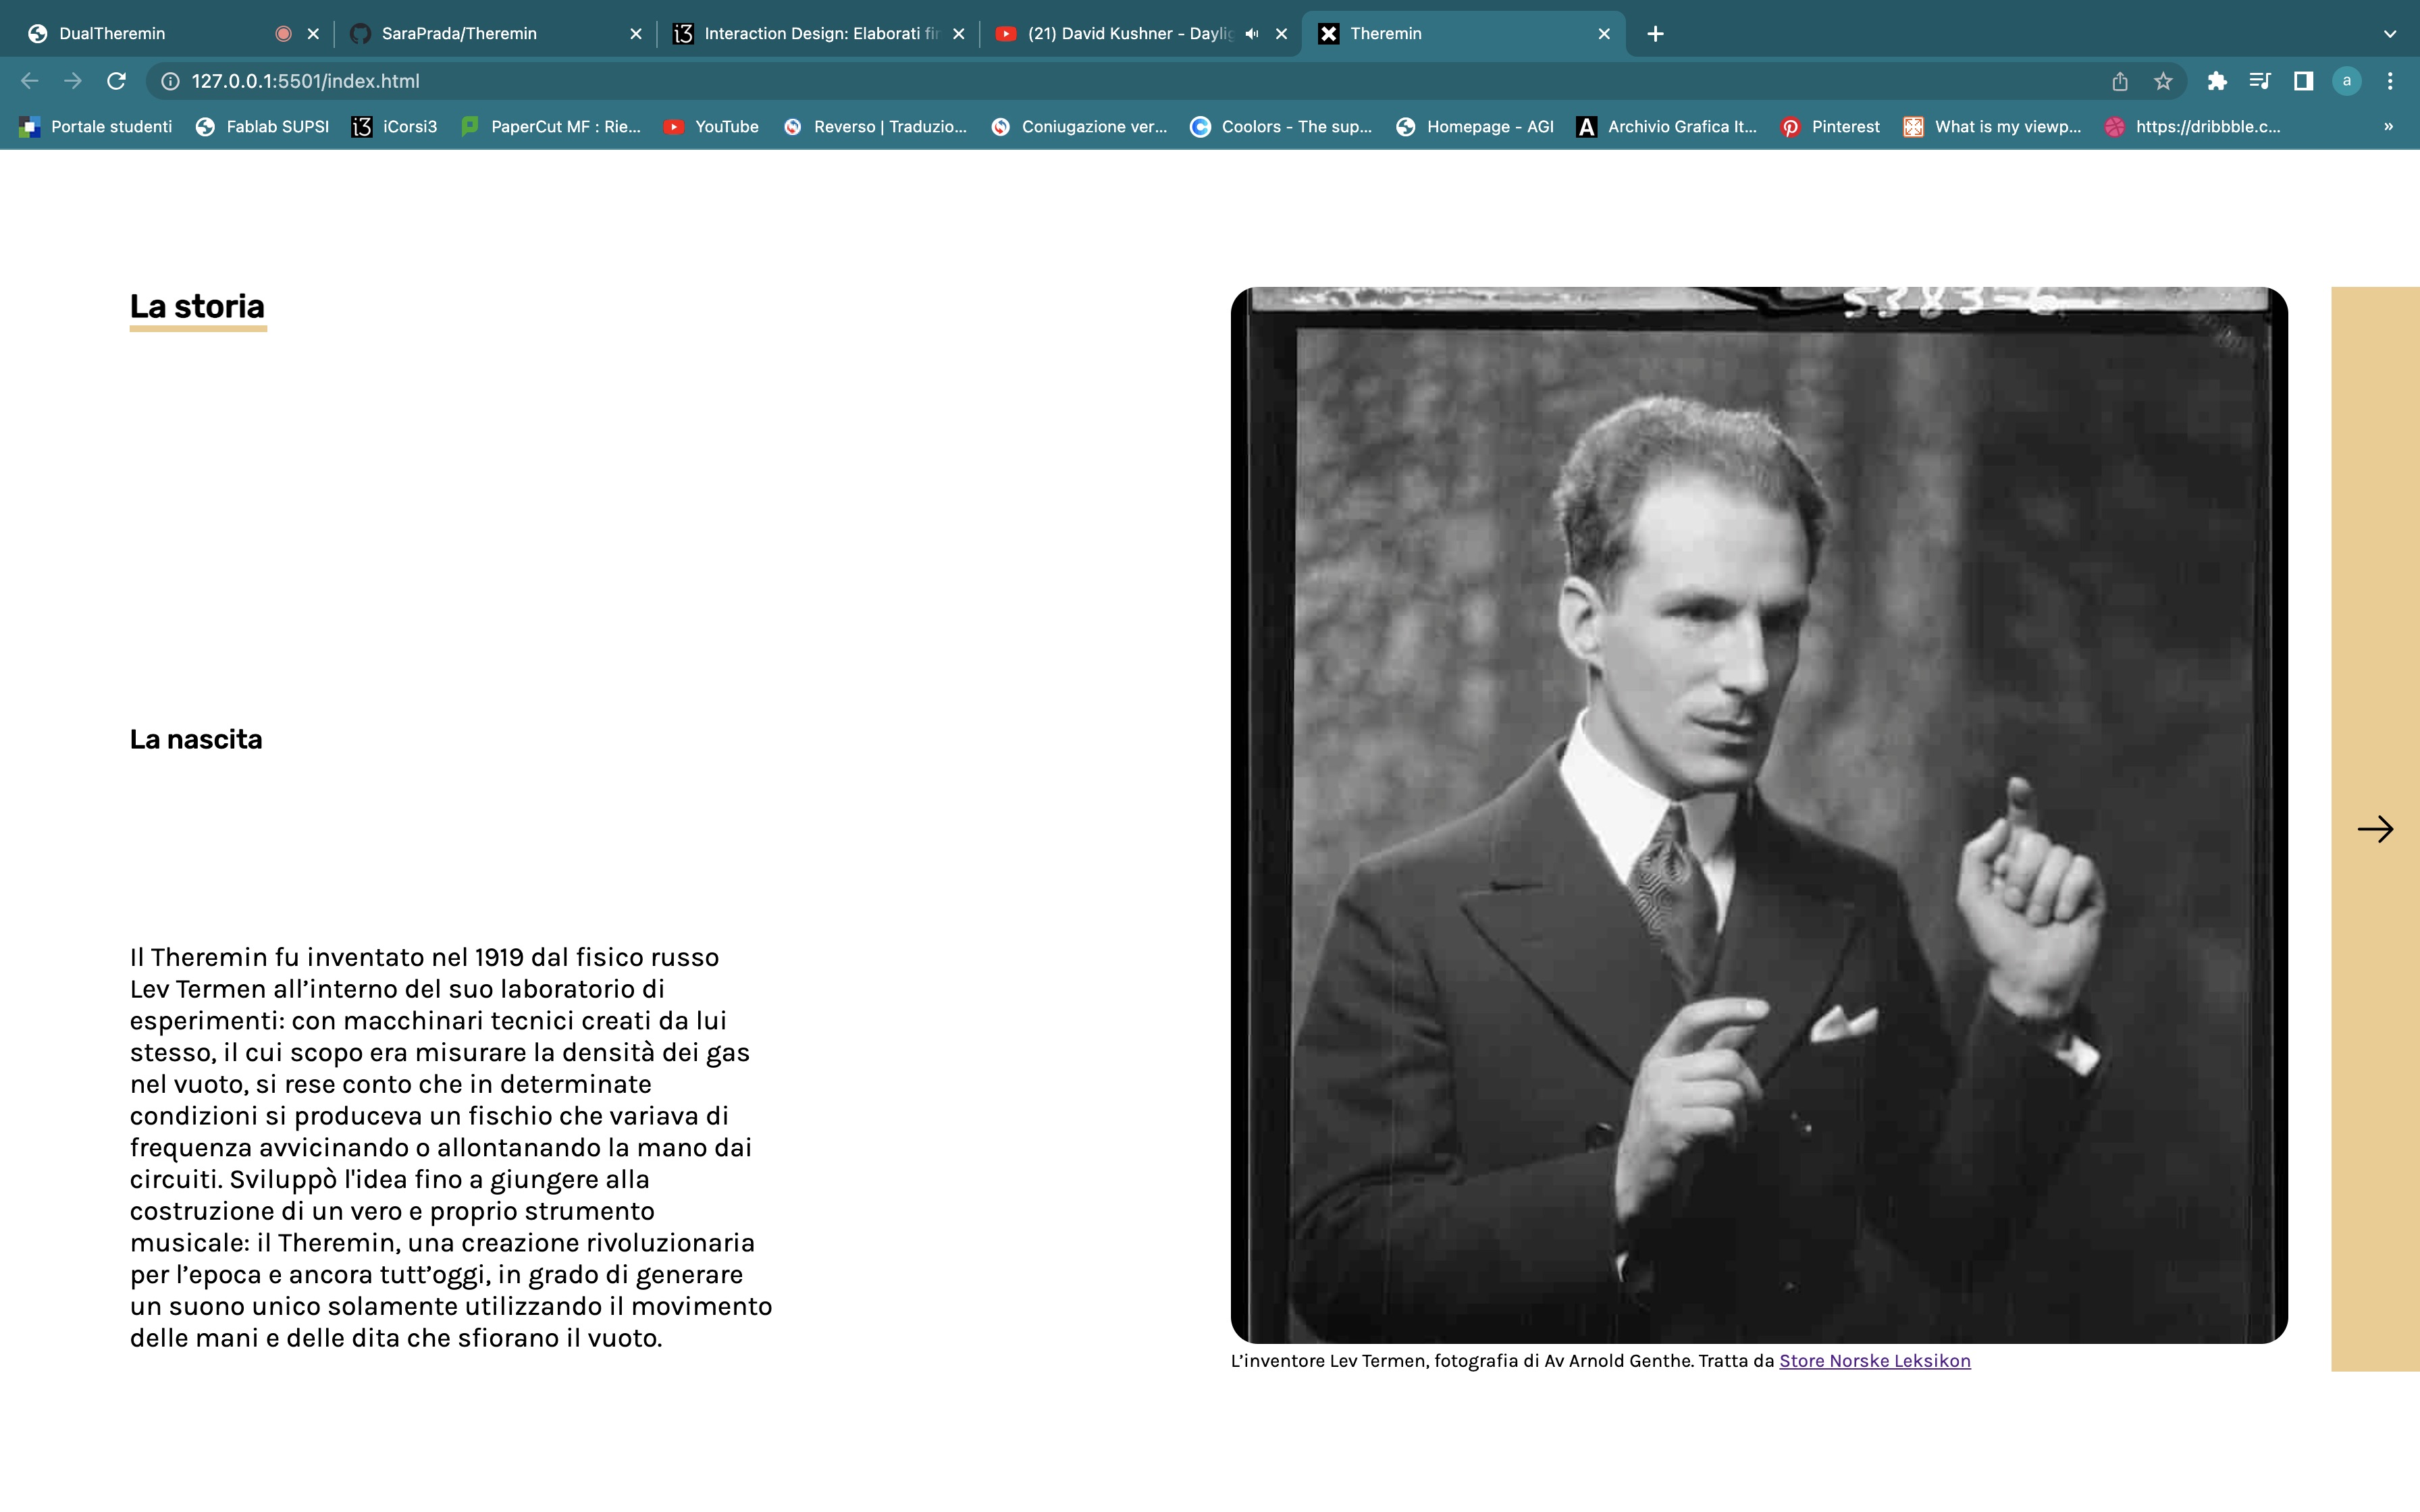 DualTheremin
SaraPrada/Theremin
Interaction Design: Elaborati fin
(21) David Kushner - Daylig
Theremin
127.0.0.1:5501/index.html
a
Portale studenti
Fablab SUPSI
iCorsi3
PaperCut MF : Rie...
YouTube
Reverso | Traduzio...
Coniugazione ver...
Coolors - The sup...
Homepage - AGI
Archivio Grafica It...
Pinterest
What is my viewp...
https://dribbble.c...
»
La storia
5383-6
La nascita
Il Theremin fu inventato nel 1919 dal fisico russo
Lev Termen all’interno del suo laboratorio di
esperimenti: con macchinari tecnici creati da lui
stesso, il cui scopo era misurare la densità dei gas
nel vuoto, si rese conto che in determinate
condizioni si produceva un fischio che variava di
frequenza avvicinando o allontanando la mano dai
circuiti. Sviluppò l'idea fino a giungere alla
costruzione di un vero e proprio strumento
musicale: il Theremin, una creazione rivoluzionaria
per l’epoca e ancora tutt’oggi, in grado di generare
un suono unico solamente utilizzando il movimento
delle mani e delle dita che sfiorano il vuoto.
L’inventore Lev Termen, fotografia di Av Arnold Genthe. Tratta da Store Norske Leksikon